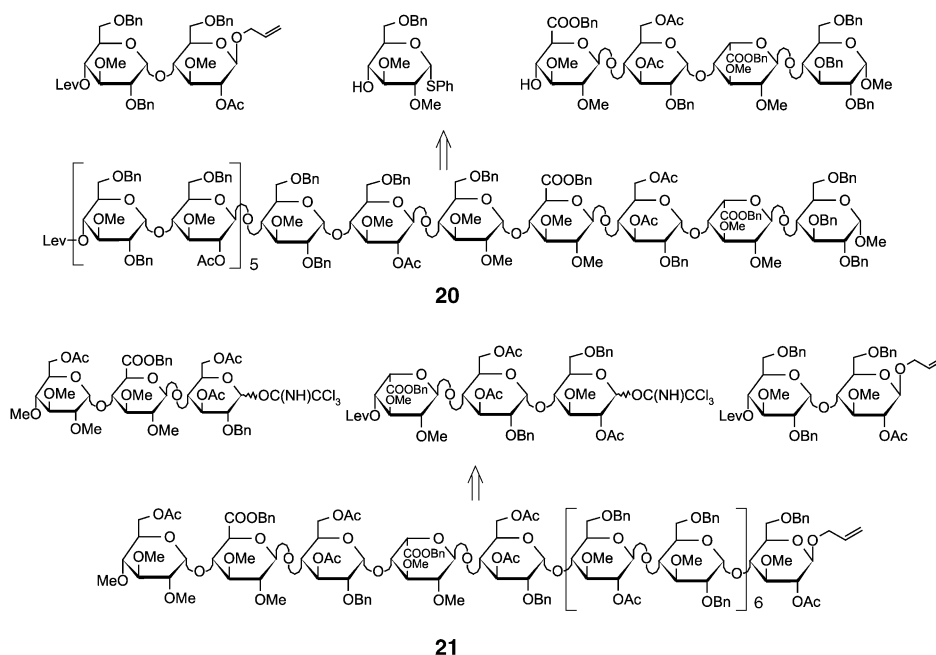 OBn OBn OBn COOBn OAc OBn
O O O O O O O O
OMe OMe OMe OMe OAc COOBn OMe OBn
LevO O HO SPh HO O O O OMe
OBn OAc OMe OMe OBn OMe OBn
OBn OBn OBn OBn OBn COOBn OAc OBn
O O O O O O O O O
OMe OMe OMe OMe OMe OMe OAc COOBn OMe OBn
Lev O O O O O O O O O OMe
OBn AcO 5 OBn OAc OMe OMe OBn OMe OBn
20
OAc COOBn OAc OAc OBn OBn OBn
O O O O O O O O O
OMe OMe OAc OC(NH)CCl3 COOBn OMe OAc OMe OC(NH)CCl3 OMe OMe
MeO O O LevO O O LevO O
OMe OMe OBn OMe OBn OAc OBn OAc
OAc COOBn OAc OAc OBn OBn OBn
O O O O O O O O O
OMe OMe OAc COOBn OMe OAc OMe OMe OMe
MeO O O O O O O O
OMe OMe OBn OMe OBn OAc OBn 6 OAc
21